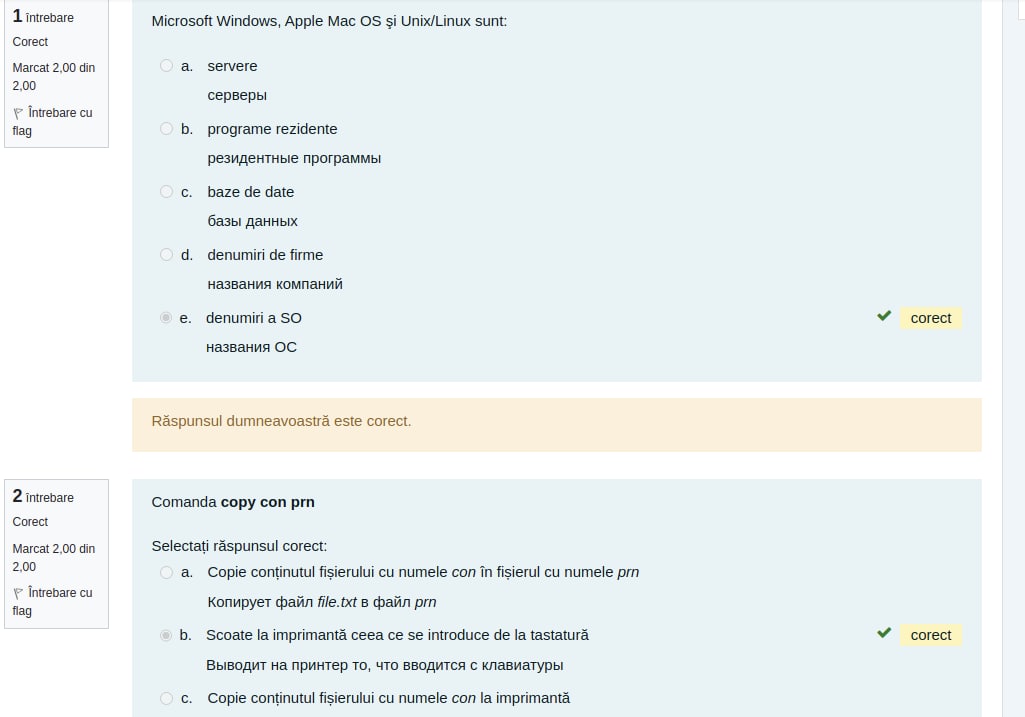 1 întrebare
Corect
Marcat 2,00 din
2,00
Întrebare cu
flag
Microsoft Windows, Apple Mac OS şi Unix/Linux sunt:
a. servere
серверы
b. programe rezidente
резидентные программы
c. baze de date
базы данных
d. denumiri de firme
названия компаний
e. denumiri a SO corect
названия ОС
Răspunsul dumneavoastră este corect.
2 întrebare
Corect
Marcat 2,00 din
2,00
Întrebare cu
flag
Comanda copy con prn
Selectați răspunsul corect:
a. Copie conținutul fișierului cu numele con în fișierul cu numele prn
Копирует файл file.txt в файл prn
b. Scoate la imprimantă ceea ce se introduce de la tastatură corect
Выводит на принтер то, что вводится с клавиатуры
c. Copie conținutul fișierului cu numele con la imprimantă